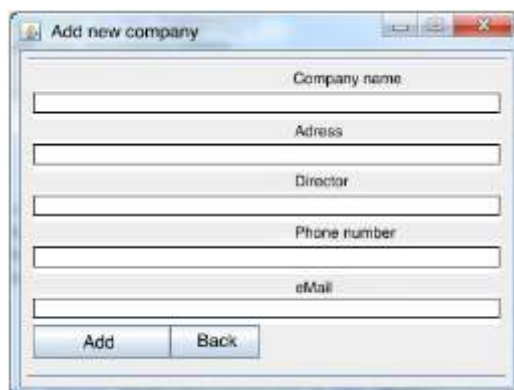 Add new company
Company name
Adress
Director
Phone number
eMail
Add Back